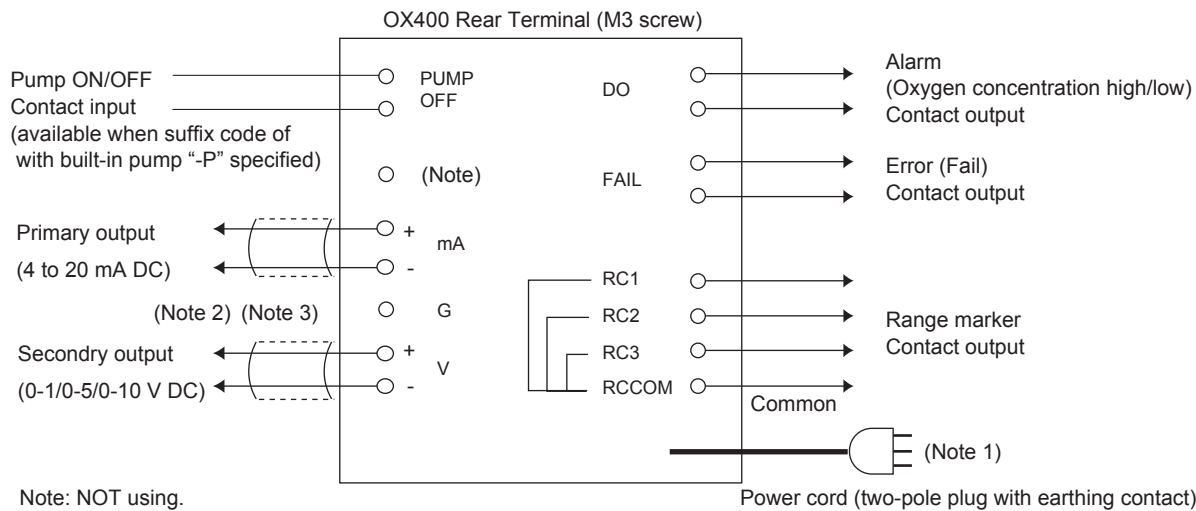 OX400 Rear Terminal (M3 screw)
Pump ON/OFF
Contact input
(available when suffix code of
with built-in pump “-P” specified)
PUMP
OFF
(Note)
Primary output
(4 to 20 mA DC)
+
mA
-
(Note 2) (Note 3)
G
Secondry output
(0-1/0-5/0-10 V DC)
+
V
-
DO
Alarm
(Oxygen concentration high/low)
Contact output
FAIL
Error (Fail)
Contact output
RC1
RC2
RC3
RCCOM
Range marker
Contact output
Common
(Note 1)
Note: NOT using.
Power cord (two-pole plug with earthing contact)